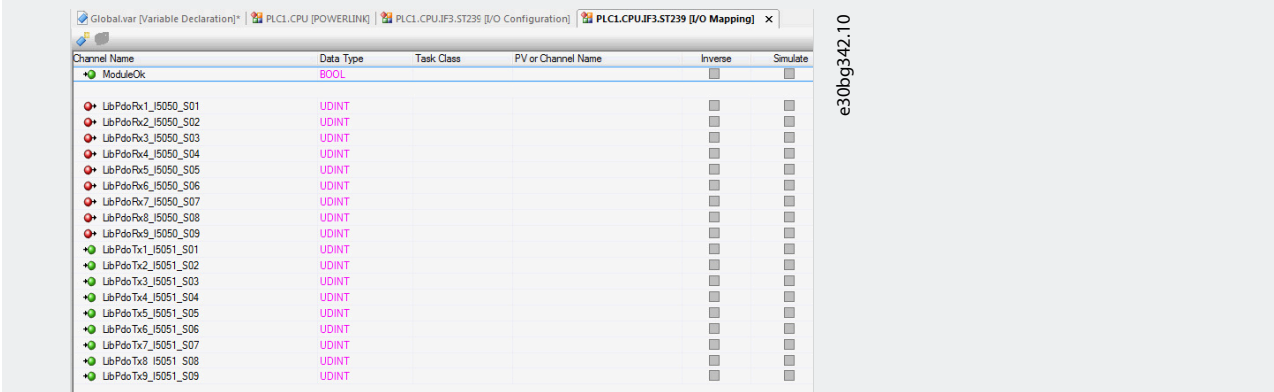 Global.var [Variable Declaration]* PLC1.CPU [POWERLINK] PLC1.CPU.IF3.ST239 [I/O Configuration] PLC1.CPU.IF3.ST239 [I/O Mapping] x
Channel Name Data Type Task Class PV or Channel Name Inverse Simulate
ModuleOk BOOL
LibPdoRx1_I5050_S01 UDINT
LibPdoRx2_I5050_S02 UDINT
LibPdoRx3_I5050_S03 UDINT
LibPdoRx4_I5050_S04 UDINT
LibPdoRx5_I5050_S05 UDINT
LibPdoRx6_I5050_S06 UDINT
LibPdoRx7_I5050_S07 UDINT
LibPdoRx8_I5050_S08 UDINT
LibPdoRx9_I5050_S09 UDINT
LibPdoTx1_I5051_S01 UDINT
LibPdoTx2_I5051_S02 UDINT
LibPdoTx3_I5051_S03 UDINT
LibPdoTx4_I5051_S04 UDINT
LibPdoTx5_I5051_S05 UDINT
LibPdoTx6_I5051_S06 UDINT
LibPdoTx7_I5051_S07 UDINT
LibPdoTx8_I5051_S08 UDINT
LibPdoTx9_I5051_S09 UDINT
e30bg342.10